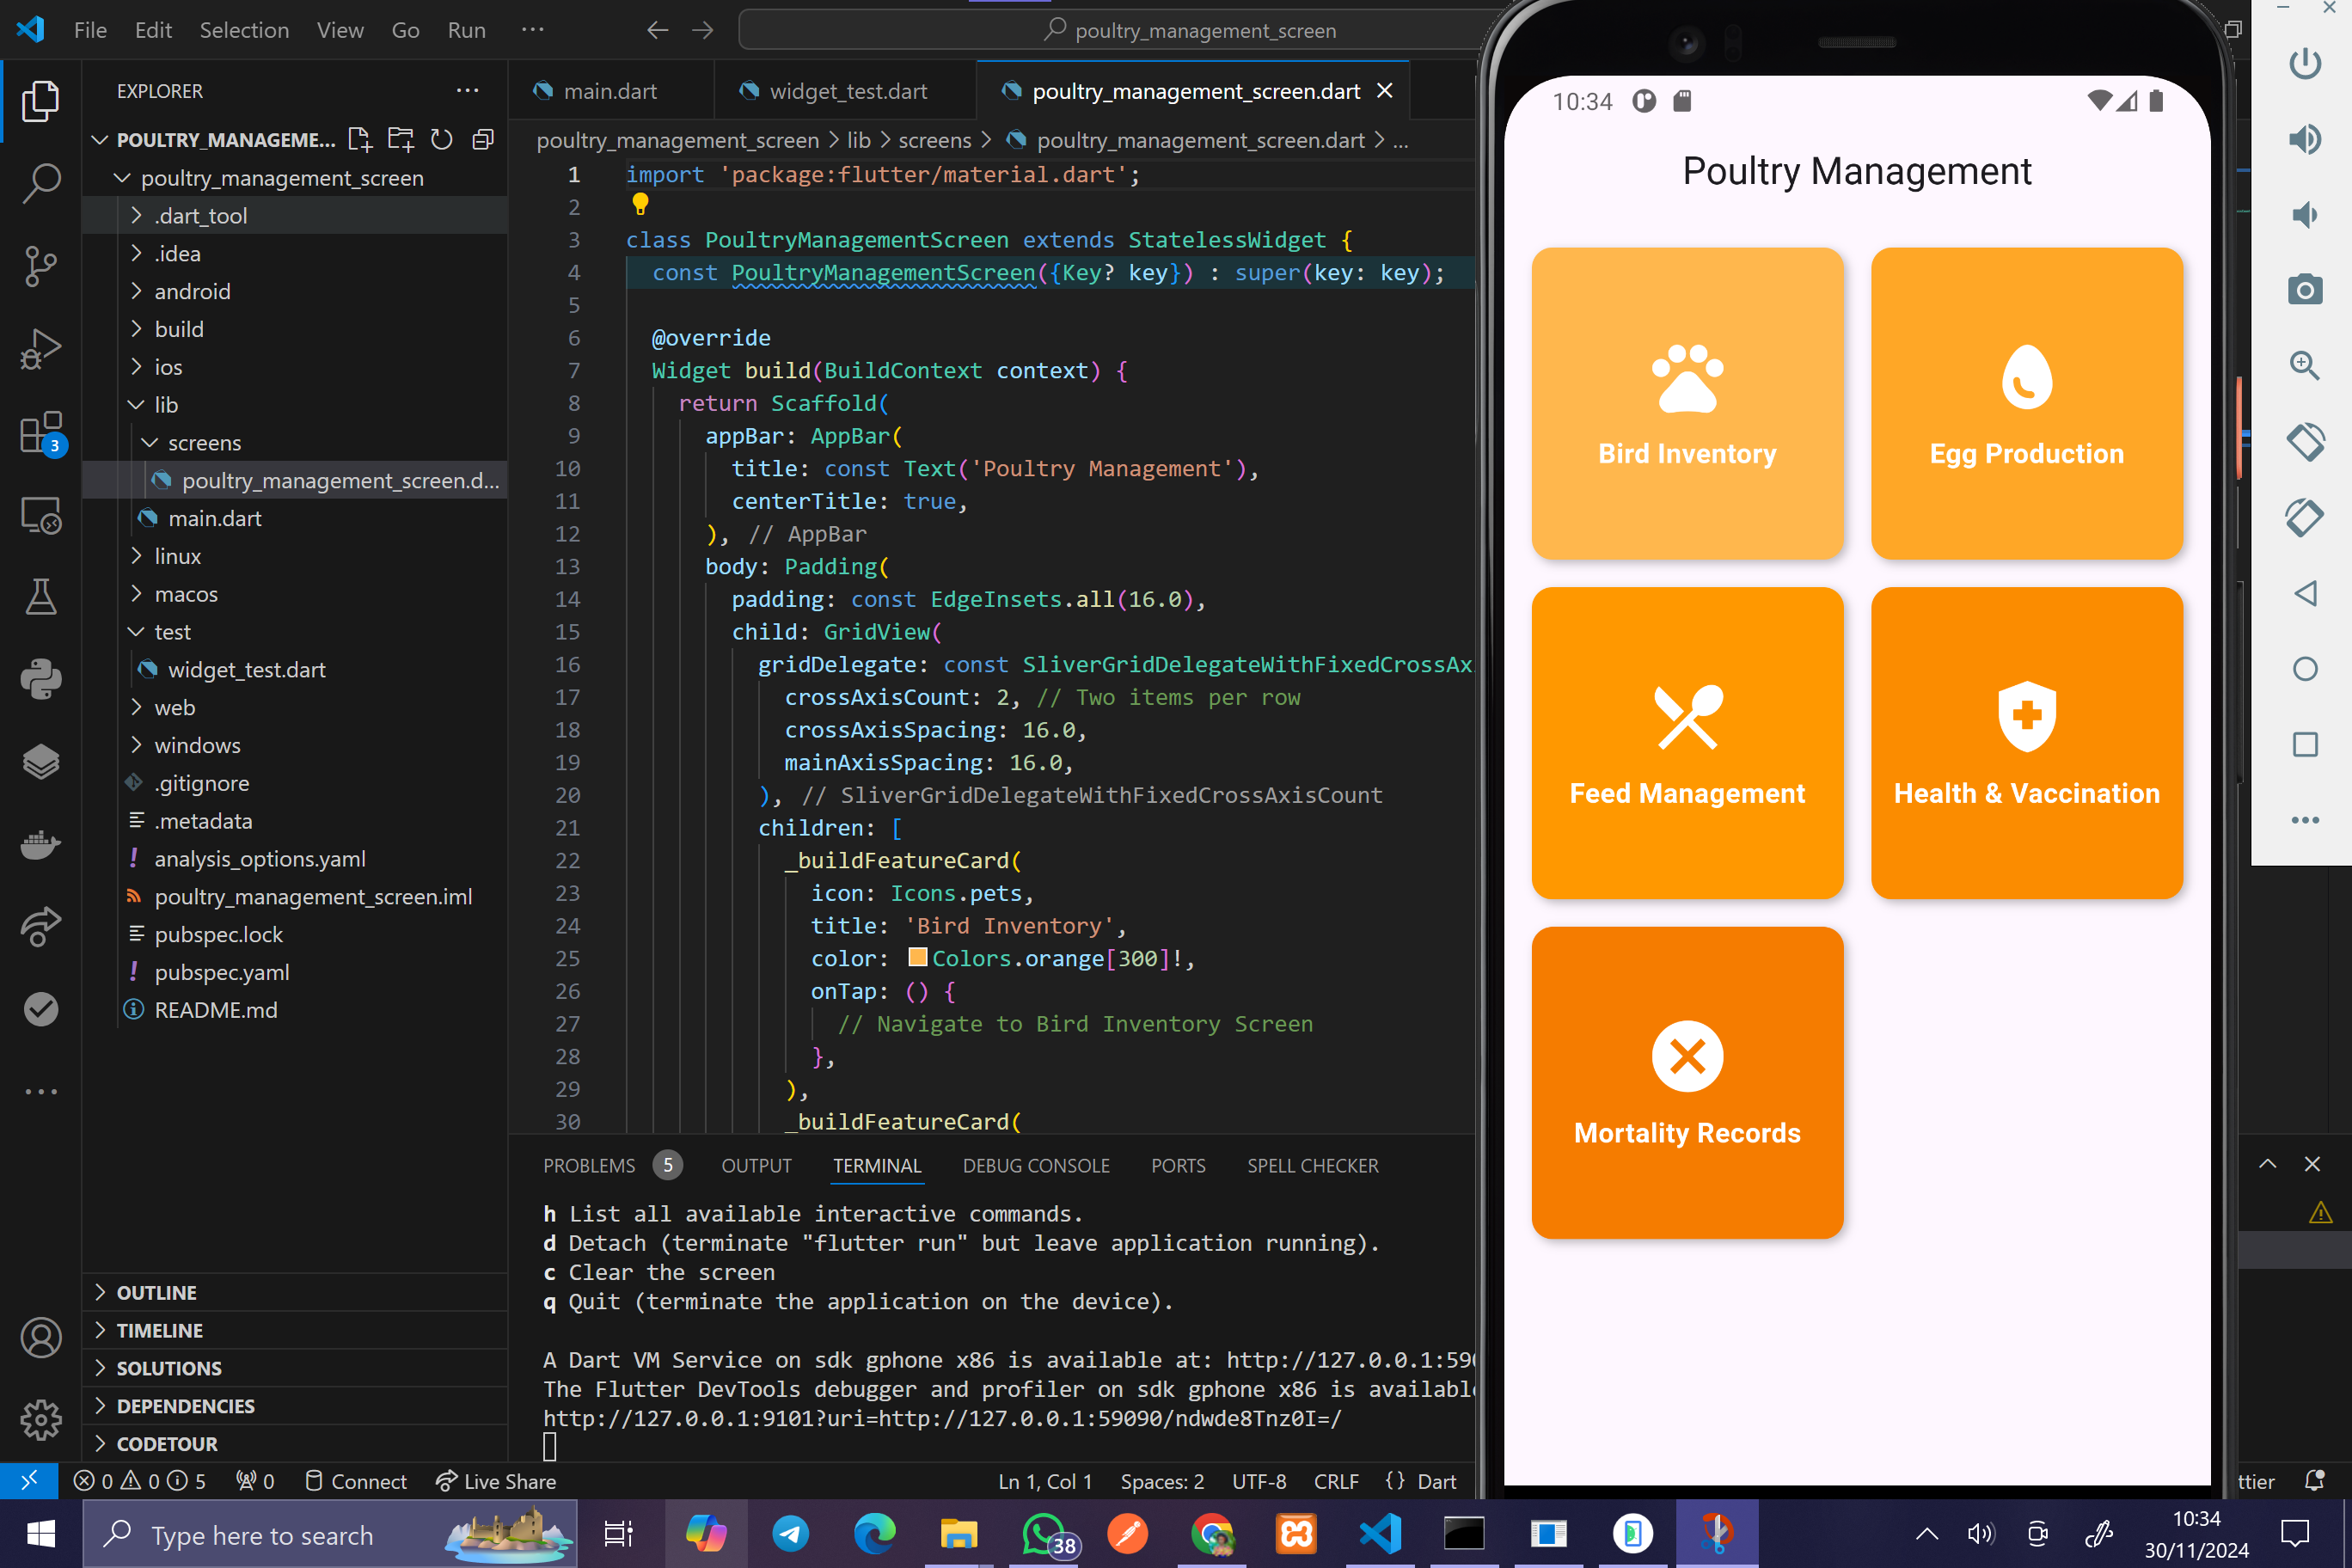 File Edit Selection View Go Run ···
poultry_management_screen
EXPLORER
POULTRY_MANAGEME...
poultry_management_screen
.dart_tool
.idea
android
build
ios
lib
screens
poultry_management_screen.d...
main.dart
linux
macos
test
widget_test.dart
web
windows
.gitignore
.metadata
analysis_options.yaml
poultry_management_screen.iml
pubspec.lock
pubspec.yaml
README.md
OUTLINE
TIMELINE
SOLUTIONS
DEPENDENCIES
CODETOUR
3
main.dart widget_test.dart poultry_management_screen.dart
poultry_management_screen > lib > screens > poultry_management_screen.dart > ...
1 import 'package:flutter/material.dart';
2
3 class PoultryManagementScreen extends StatelessWidget {
4 const PoultryManagementScreen({Key? key}) : super(key: key);
5
6 @override
7 Widget build(BuildContext context) {
8 return Scaffold(
9 appBar: AppBar(
10 title: const Text('Poultry Management'),
11 centerTitle: true,
12 ), // AppBar
13 body: Padding(
14 padding: const EdgeInsets.all(16.0),
15 child: GridView(
16 gridDelegate: const SliverGridDelegateWithFixedCrossAx
17 crossAxisCount: 2, // Two items per row
18 crossAxisSpacing: 16.0,
19 mainAxisSpacing: 16.0,
20 ), // SliverGridDelegateWithFixedCrossAxisCount
21 children: [
22 _buildFeatureCard(
23 icon: Icons.pets,
24 title: 'Bird Inventory',
25 color: Colors.orange[300]!,
26 onTap: () {
27 // Navigate to Bird Inventory Screen
28 },
29 ),
30 _buildFeatureCard(
PROBLEMS 5 OUTPUT TERMINAL DEBUG CONSOLE PORTS SPELL CHECKER
h List all available interactive commands.
d Detach (terminate "flutter run" but leave application running).
c Clear the screen
q Quit (terminate the application on the device).
A Dart VM Service on sdk gphone x86 is available at: http://127.0.0.1:590
The Flutter DevTools debugger and profiler on sdk gphone x86 is availabl
http://127.0.0.1:9101?uri=http://127.0.0.1:59090/ndwde8Tnz0I=/
10:34
Poultry Management
Bird Inventory
Egg Production
Feed Management
Health & Vaccination
Mortality Records
0 0 5 0 Connect Live Share
Ln 1, Col 1 Spaces: 2 UTF-8 CRLF {} Dart
ttier
Type here to search
38
10:34
30/11/2024